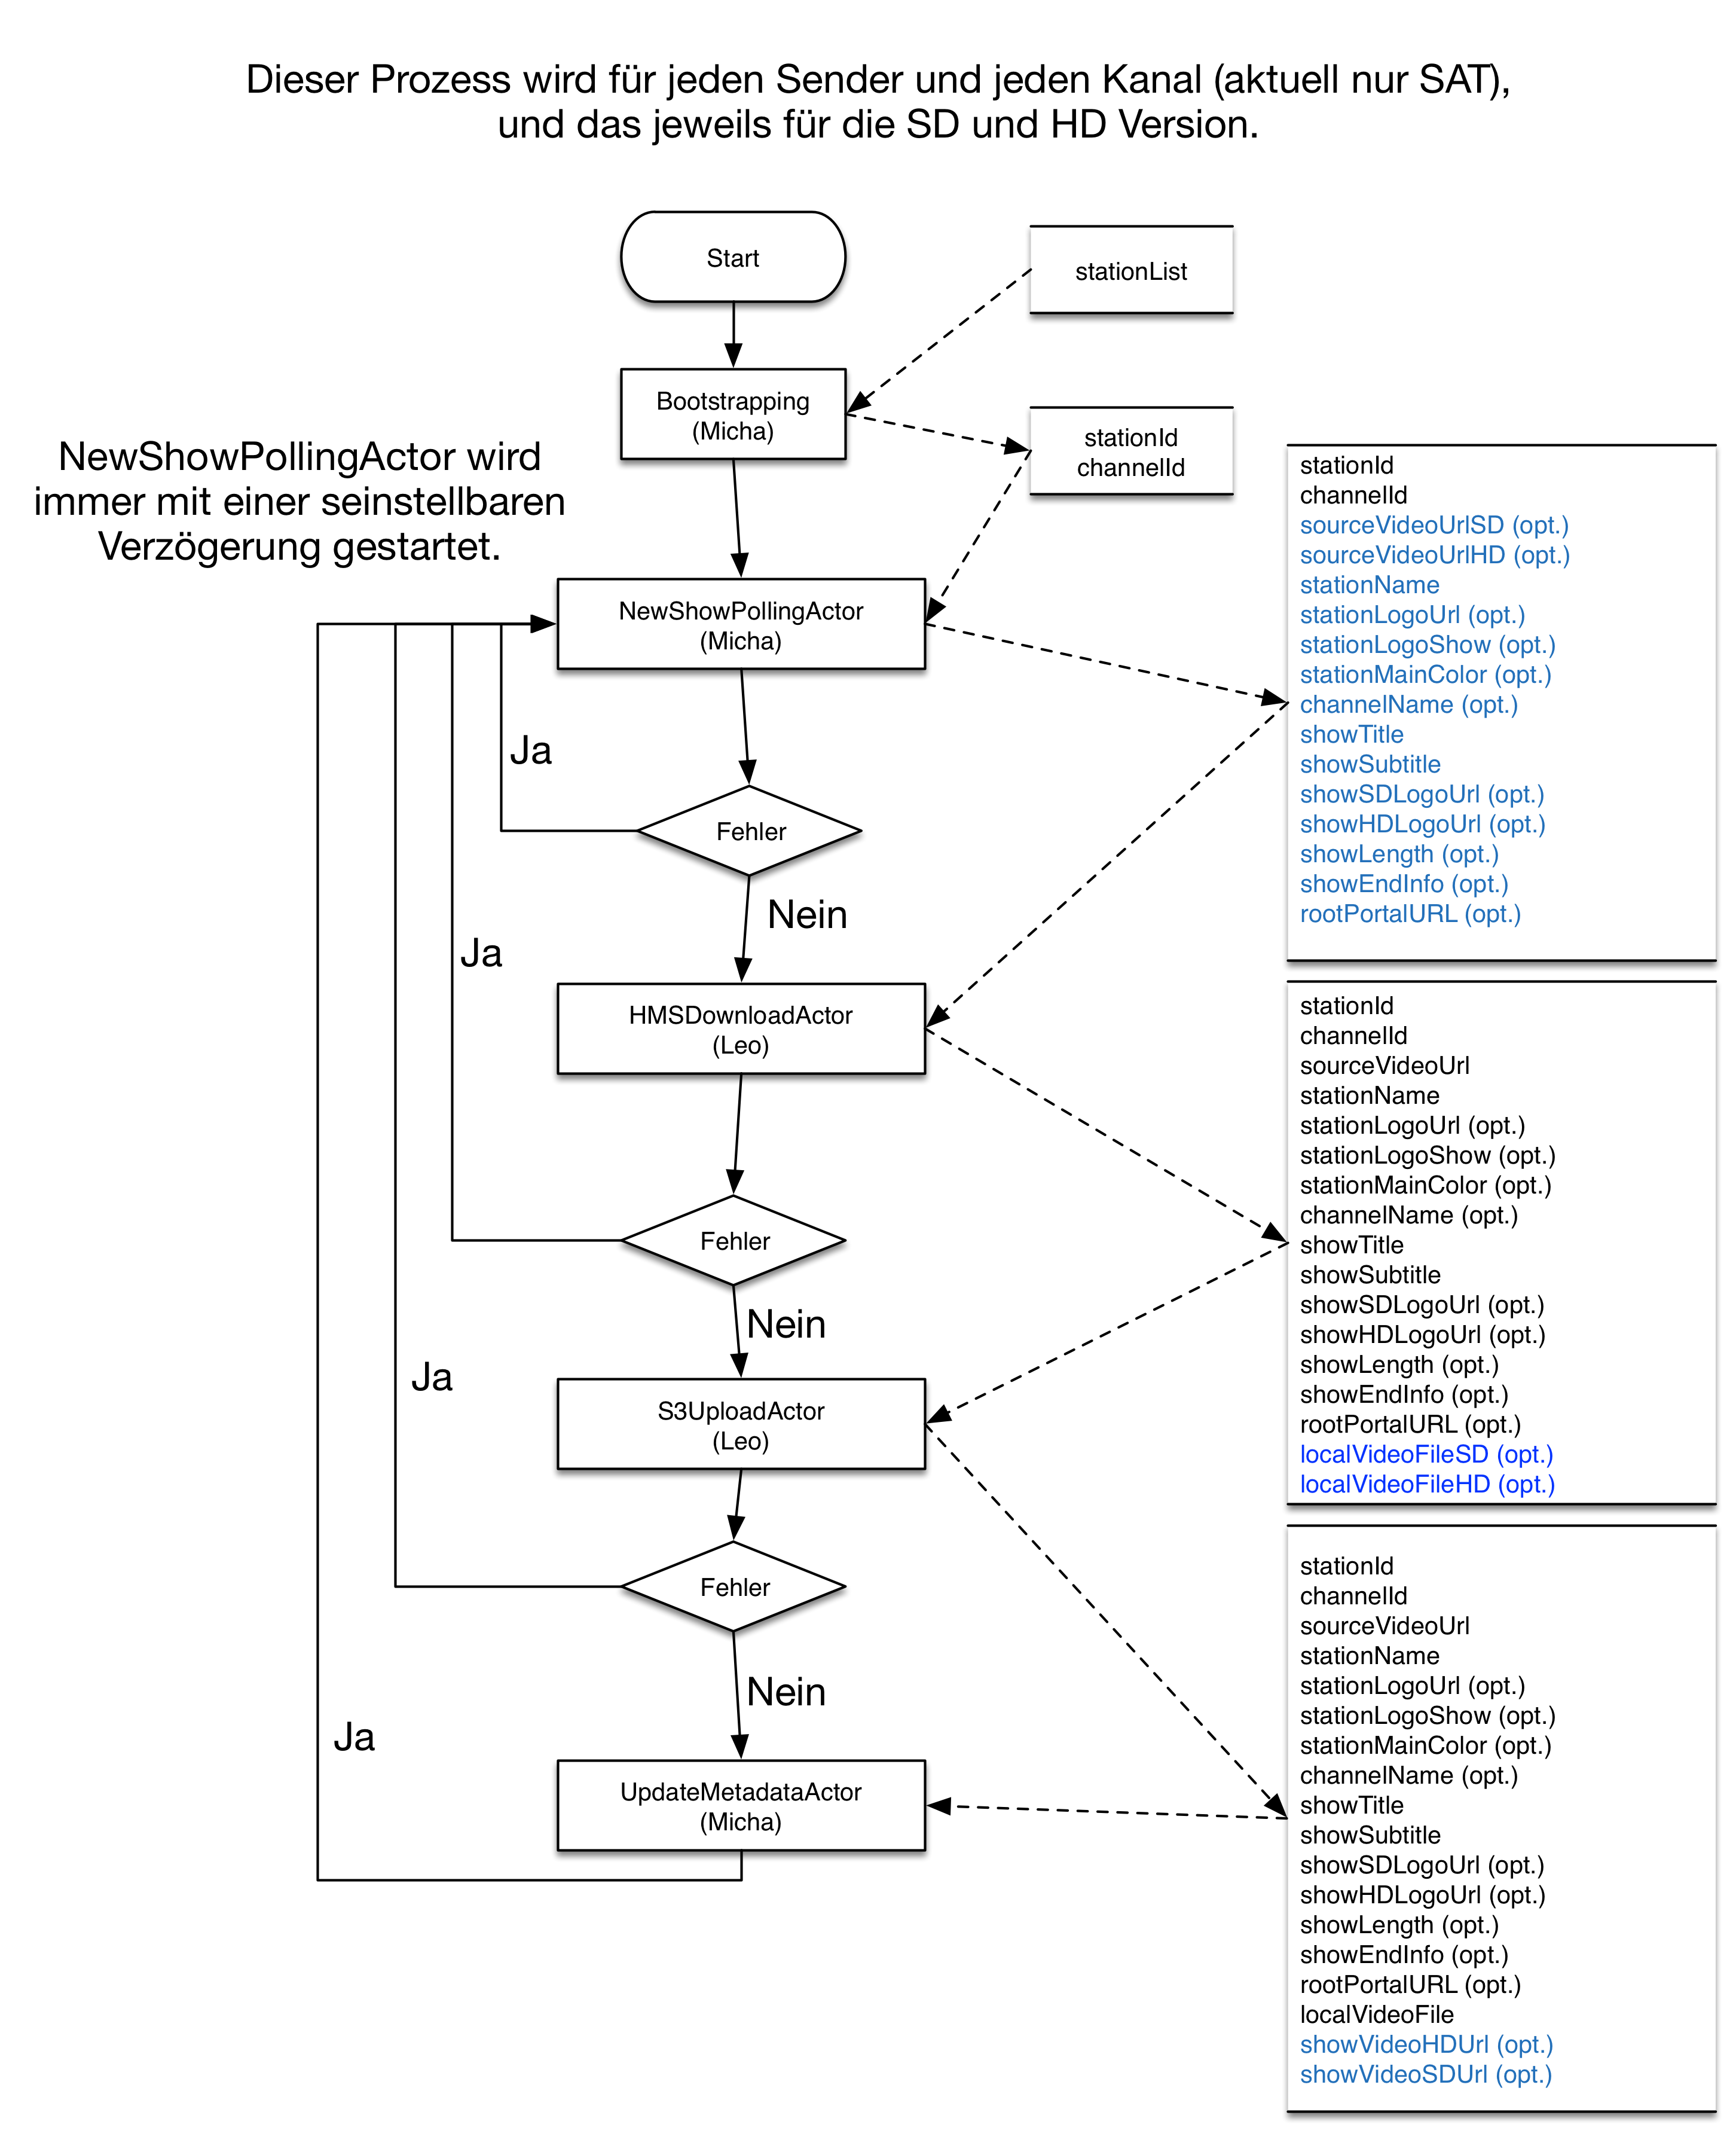 Dieser Prozess wird für jeden Sender und jeden Kanal (aktuell nur SAT),
und das jeweils für die SD und HD Version.
Start
stationList
Bootstrapping
(Micha)
stationId
channelId
NewShowPollingActor wird
immer mit einer seinstellbaren
Verzögerung gestartet.
NewShowPollingActor
(Micha)
stationId
channelId
sourceVideoUrlSD (opt.)
sourceVideoUrlHD (opt.)
stationName
stationLogoUrl (opt.)
stationLogoShow (opt.)
stationMainColor (opt.)
channelName (opt.)
showTitle
showSubtitle
showSDLogoUrl (opt.)
showHDLogoUrl (opt.)
showLength (opt.)
showEndInfo (opt.)
rootPortalURL (opt.)
Ja
Fehler
Nein
Ja
HMSDownloadActor
(Leo)
stationId
channelId
sourceVideoUrl
stationName
stationLogoUrl (opt.)
stationLogoShow (opt.)
stationMainColor (opt.)
channelName (opt.)
showTitle
showSubtitle
showSDLogoUrl (opt.)
showHDLogoUrl (opt.)
showLength (opt.)
showEndInfo (opt.)
rootPortalURL (opt.)
localVideoFileSD (opt.)
localVideoFileHD (opt.)
Fehler
Nein
Ja
S3UploadActor
(Leo)
Fehler
Nein
Ja
UpdateMetadataActor
(Micha)
stationId
channelId
sourceVideoUrl
stationName
stationLogoUrl (opt.)
stationLogoShow (opt.)
stationMainColor (opt.)
channelName (opt.)
showTitle
showSubtitle
showSDLogoUrl (opt.)
showHDLogoUrl (opt.)
showLength (opt.)
showEndInfo (opt.)
rootPortalURL (opt.)
localVideoFile
showVideoHDUrl (opt.)
showVideoSDUrl (opt.)